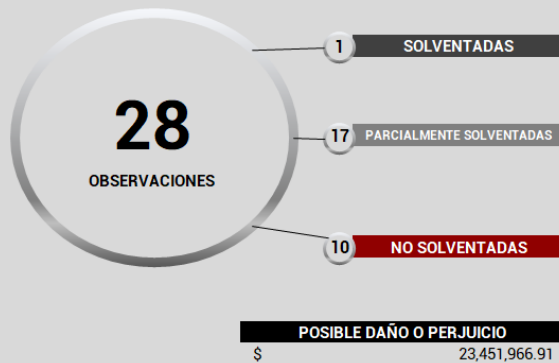 28
OBSERVACIONES
1 SOLVENTADAS
17 PARCIALMENTE SOLVENTADAS
10 NO SOLVENTADAS
POSIBLE DAÑO O PERJUICIO
$ 23,451,966.91